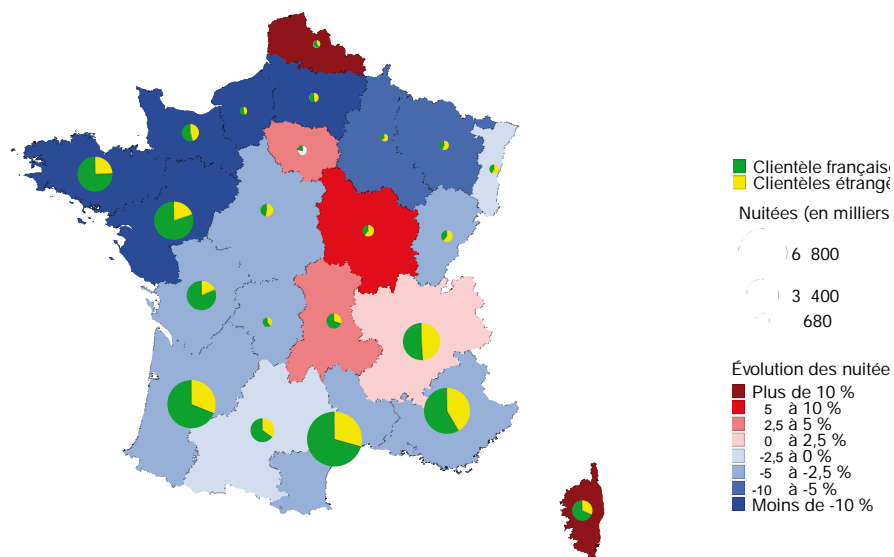 Clientèle française
Clientèles étrangè
Nuitées (en milliers
6 800
3 400
680
Évolution des nuitée
Plus de 10 %
5 à 10 %
2,5 à 5 %
0 à 2,5 %
-2,5 à 0 %
-5 à -2,5 %
-10 à -5 %
Moins de -10 %